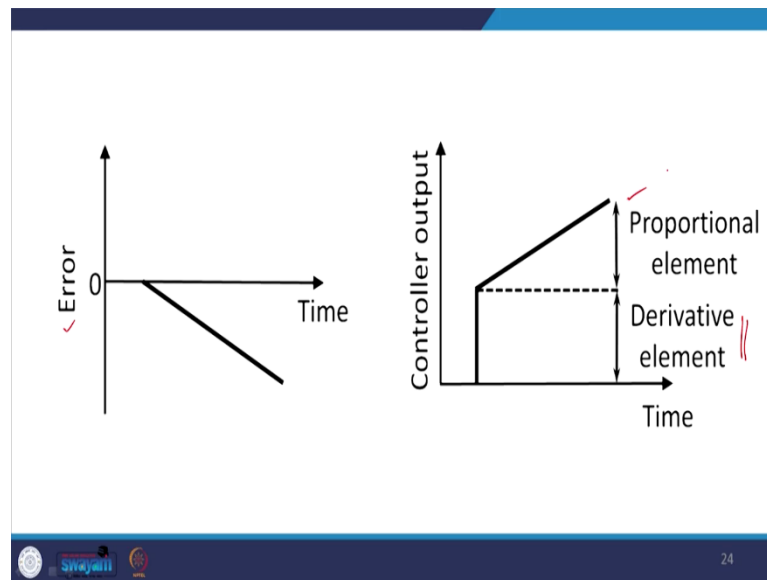 Error
0
Time
Controller output
Proportional
element
Derivative
element
Time
swayam
24